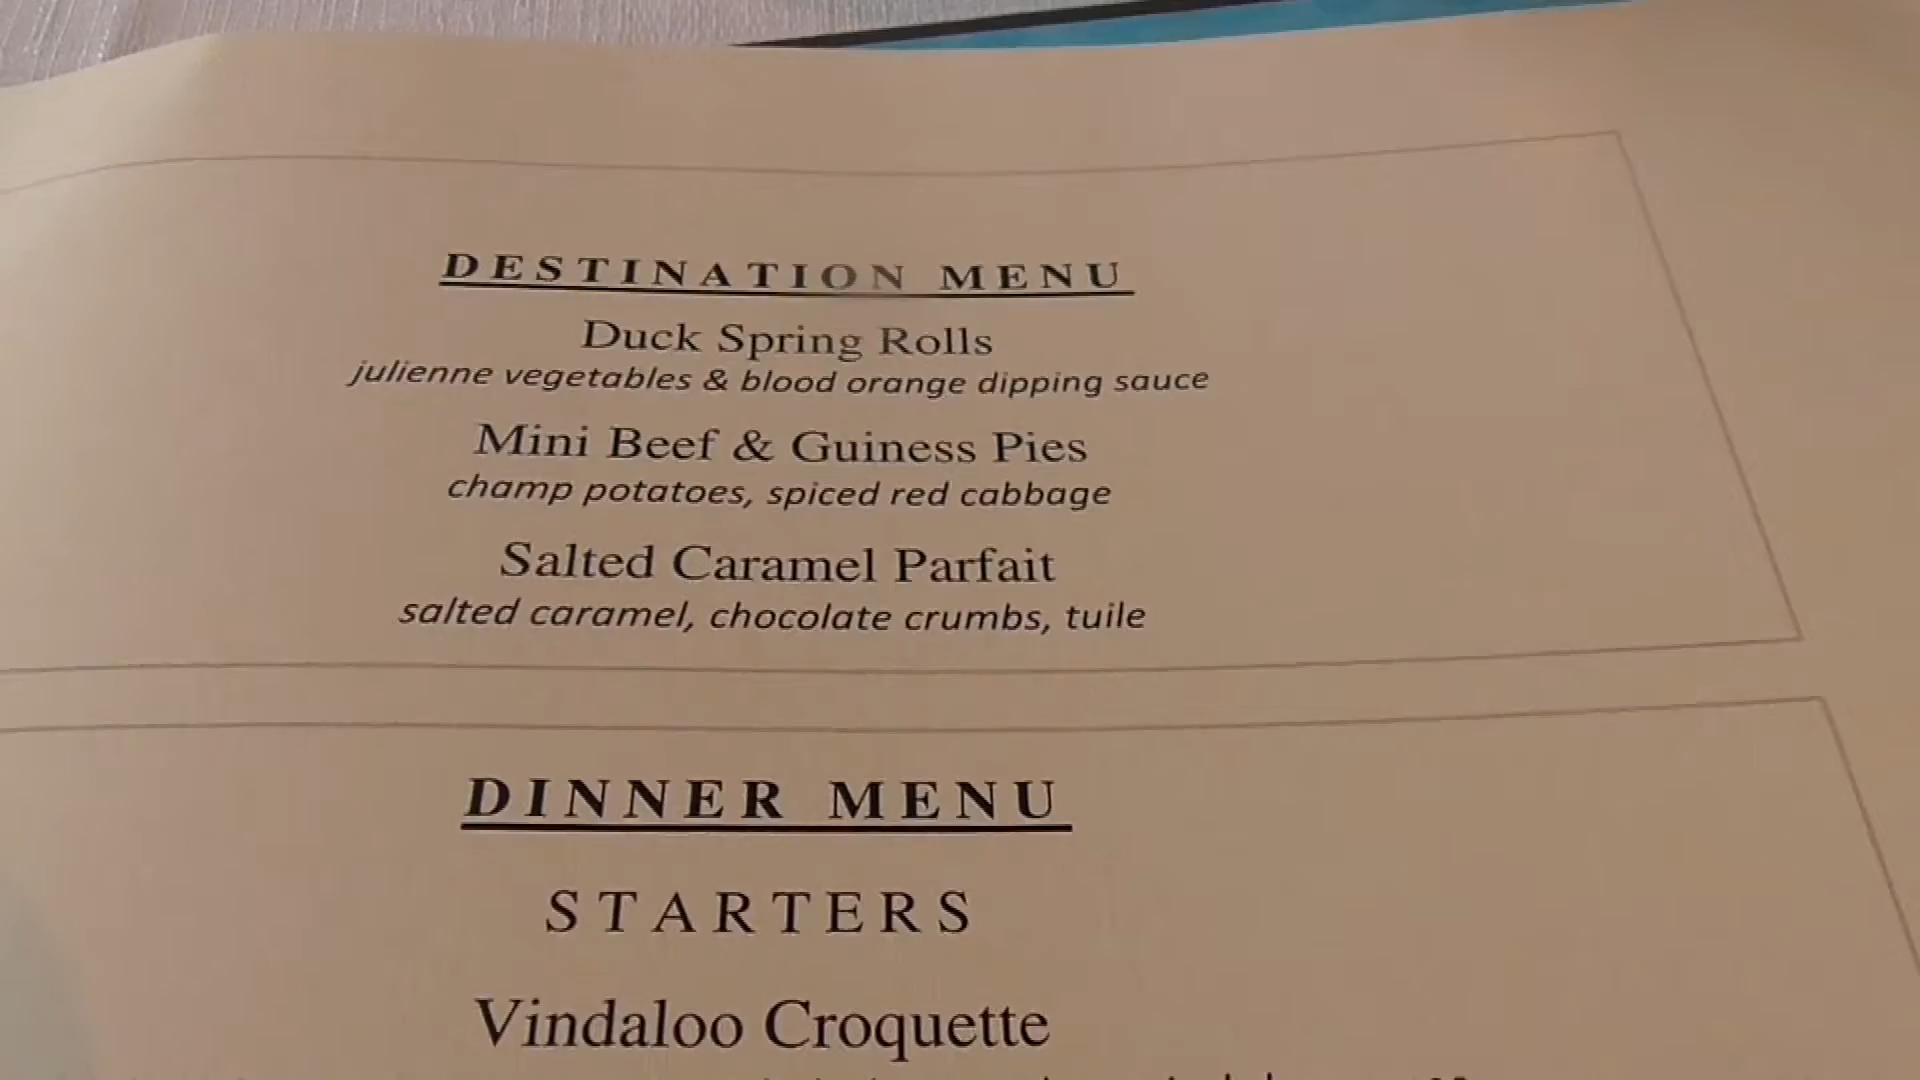 DESTINATION MENU
Duck Spring Rolls
julienne vegetables & blood orange dipping sauce
Mini Beef & Guiness Pies
champ potatoes, spiced red cabbage
Salted Caramel Parfait
salted caramel, chocolate crumbs, tuile
DINNER MENU
STARTERS
Vindaloo Croquette